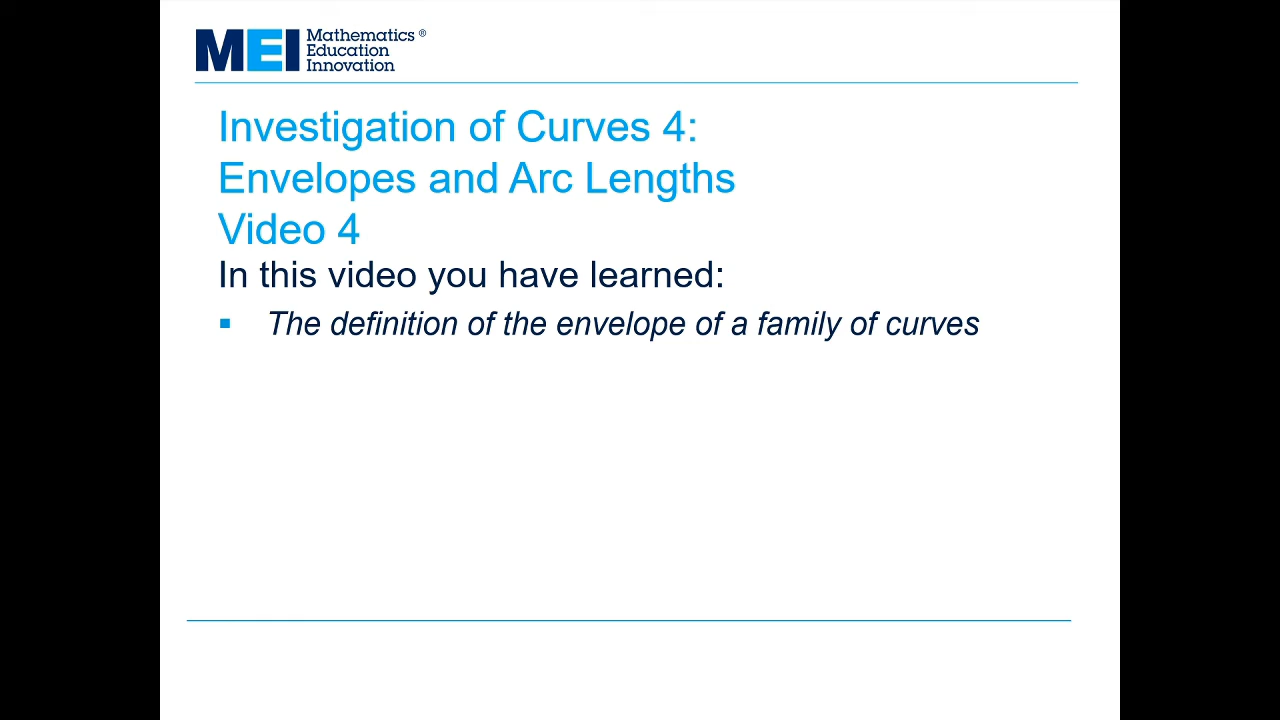 MEI Mathematics ®
Education
Innovation
Investigation of Curves 4:
Envelopes and Arc Lengths
Video 4
In this video you have learned:
▪ The definition of the envelope of a family of curves